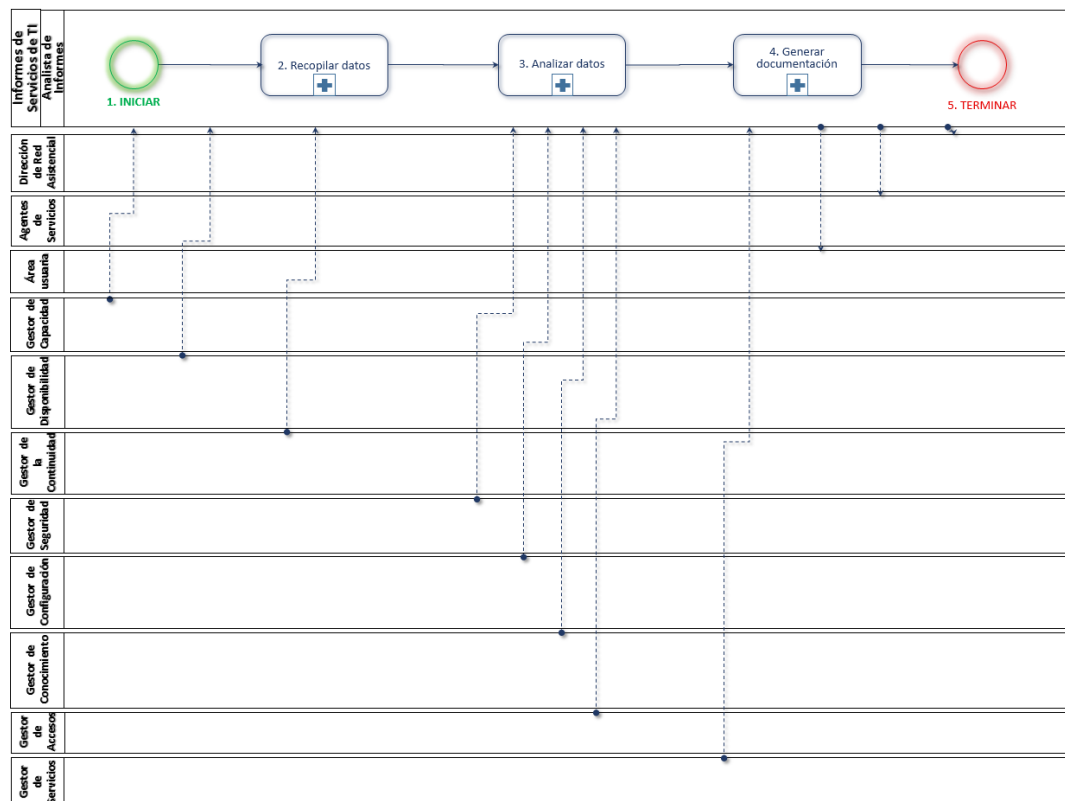 Informes de
Servicios de TI
Analista de
Informes
1. INICIAR
2. Recopilar datos
3. Analizar datos
4. Generar
documentación
5. TERMINAR
Dirección
de Red
Asistencial
Agentes
de
Servicios
Área
usuaria
Gestor de
Capacidad
Gestor de
Disponibilidad
Gestor de
la
Continuidad
Gestor de
Seguridad
Gestor de
Configuración
Gestor de
Conocimiento
Gestor
de
Accesos
Gestor
de
Servicios